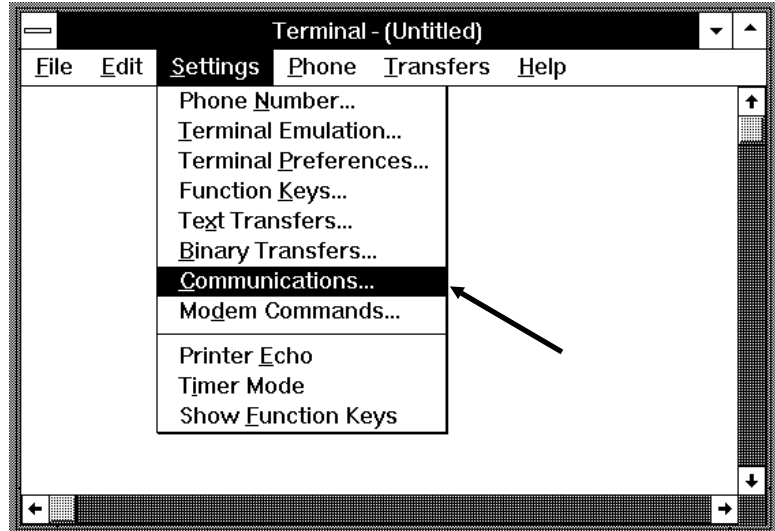 Terminal - (Untitled)
File Edit Settings Phone Transfers Help
Phone Number...
Terminal Emulation...
Terminal Preferences...
Function Keys...
Text Transfers...
Binary Transfers...
Communications...
Modem Commands...
Printer Echo
Timer Mode
Show Function Keys